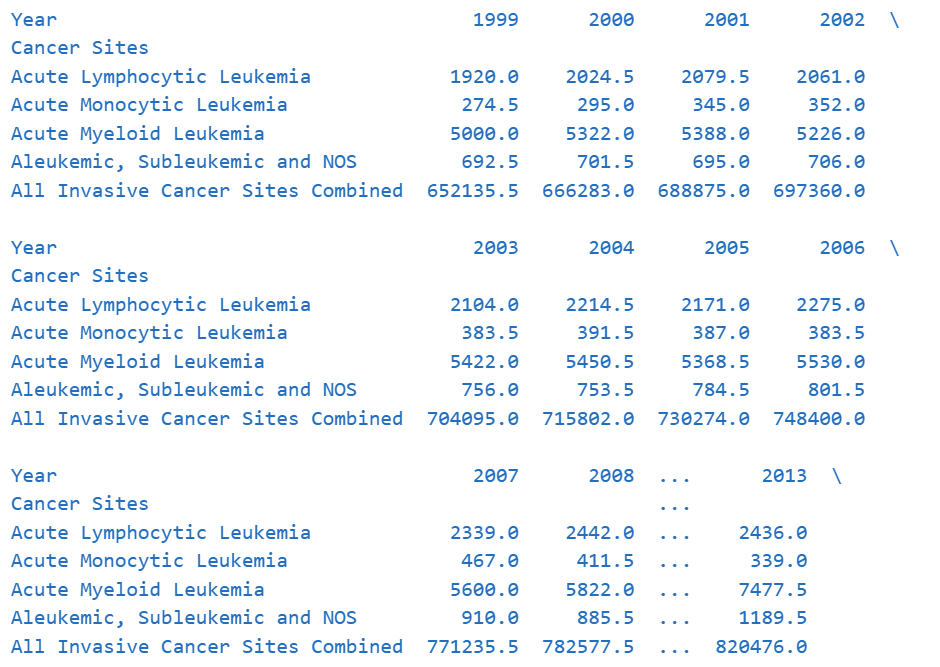 Year 1999 2000 2001 2002 \
Cancer Sites
Acute Lymphocytic Leukemia 1920.0 2024.5 2079.5 2061.0
Acute Monocytic Leukemia 274.5 295.0 345.0 352.0
Acute Myeloid Leukemia 5000.0 5322.0 5388.0 5226.0
Aleukemic, Subleukemic and NOS 692.5 701.5 695.0 706.0
All Invasive Cancer Sites Combined 652135.5 666283.0 688875.0 697360.0
Year 2003 2004 2005 2006 \
Cancer Sites
Acute Lymphocytic Leukemia 2104.0 2214.5 2171.0 2275.0
Acute Monocytic Leukemia 383.5 391.5 387.0 383.5
Acute Myeloid Leukemia 5422.0 5450.5 5368.5 5530.0
Aleukemic, Subleukemic and NOS 756.0 753.5 784.5 801.5
All Invasive Cancer Sites Combined 704095.0 715802.0 730274.0 748400.0
Year 2007 2008 ... 2013 \
Cancer Sites ...
Acute Lymphocytic Leukemia 2339.0 2442.0 ... 2436.0
Acute Monocytic Leukemia 467.0 411.5 ... 339.0
Acute Myeloid Leukemia 5600.0 5822.0 ... 7477.5
Aleukemic, Subleukemic and NOS 910.0 885.5 ... 1189.5
All Invasive Cancer Sites Combined 771235.5 782577.5 ... 820476.0